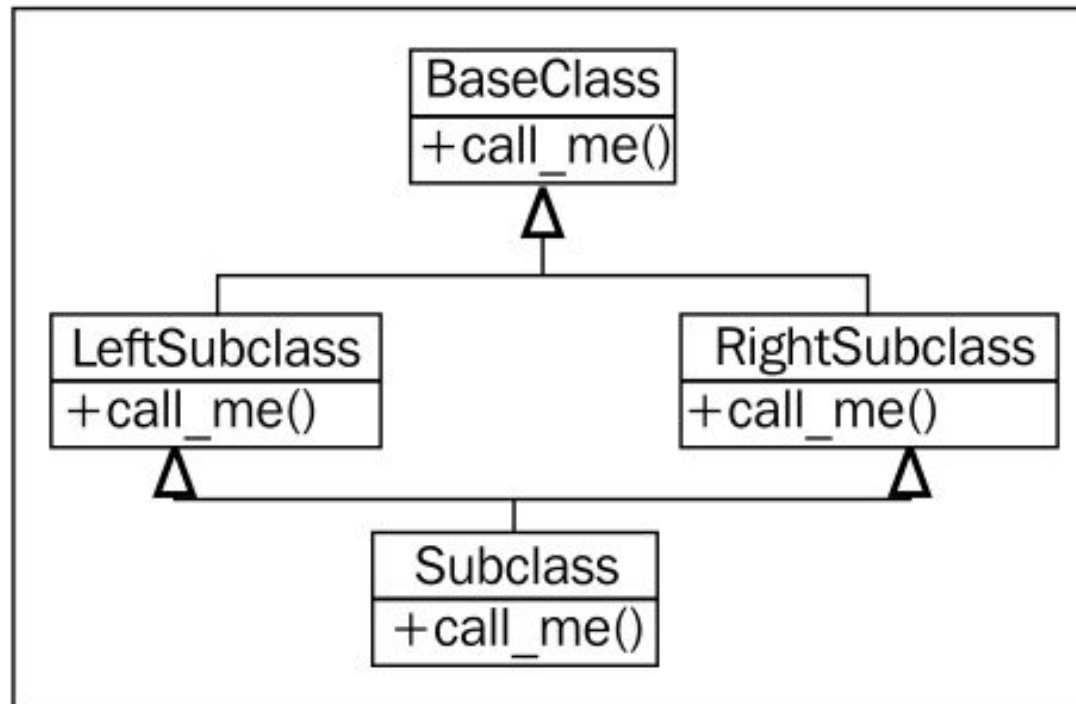 BaseClass
+call_me()
LeftSubclass
+call_me()
RightSubclass
+call_me()
Subclass
+call_me()